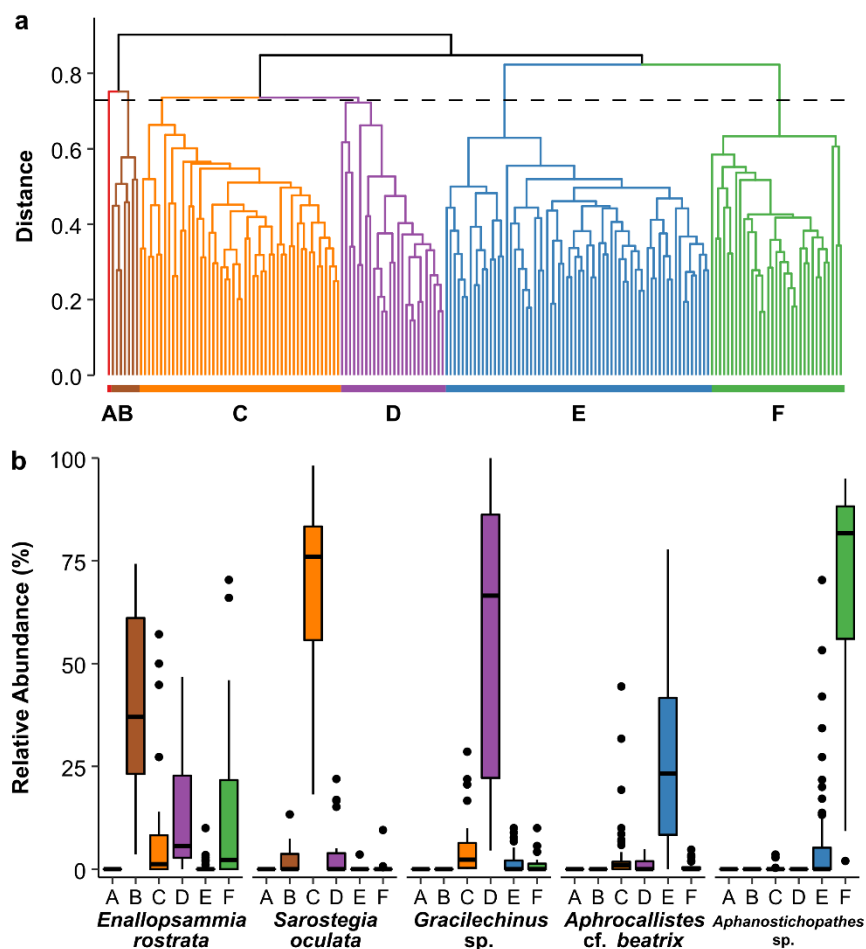 a
Distance
0.8
0.6
0.4
0.2
0.0
AB C D E F
b
Relative Abundance (%)
100
75
50
25
0
A B C D E F A B C D E F A B C D E F A B C D E F A B C D E F
Enallopsammia Sarostegia Gracilechinus Aphrocallistes Aphanostichopathes
rostrata oculata sp. cf. beatrix sp.